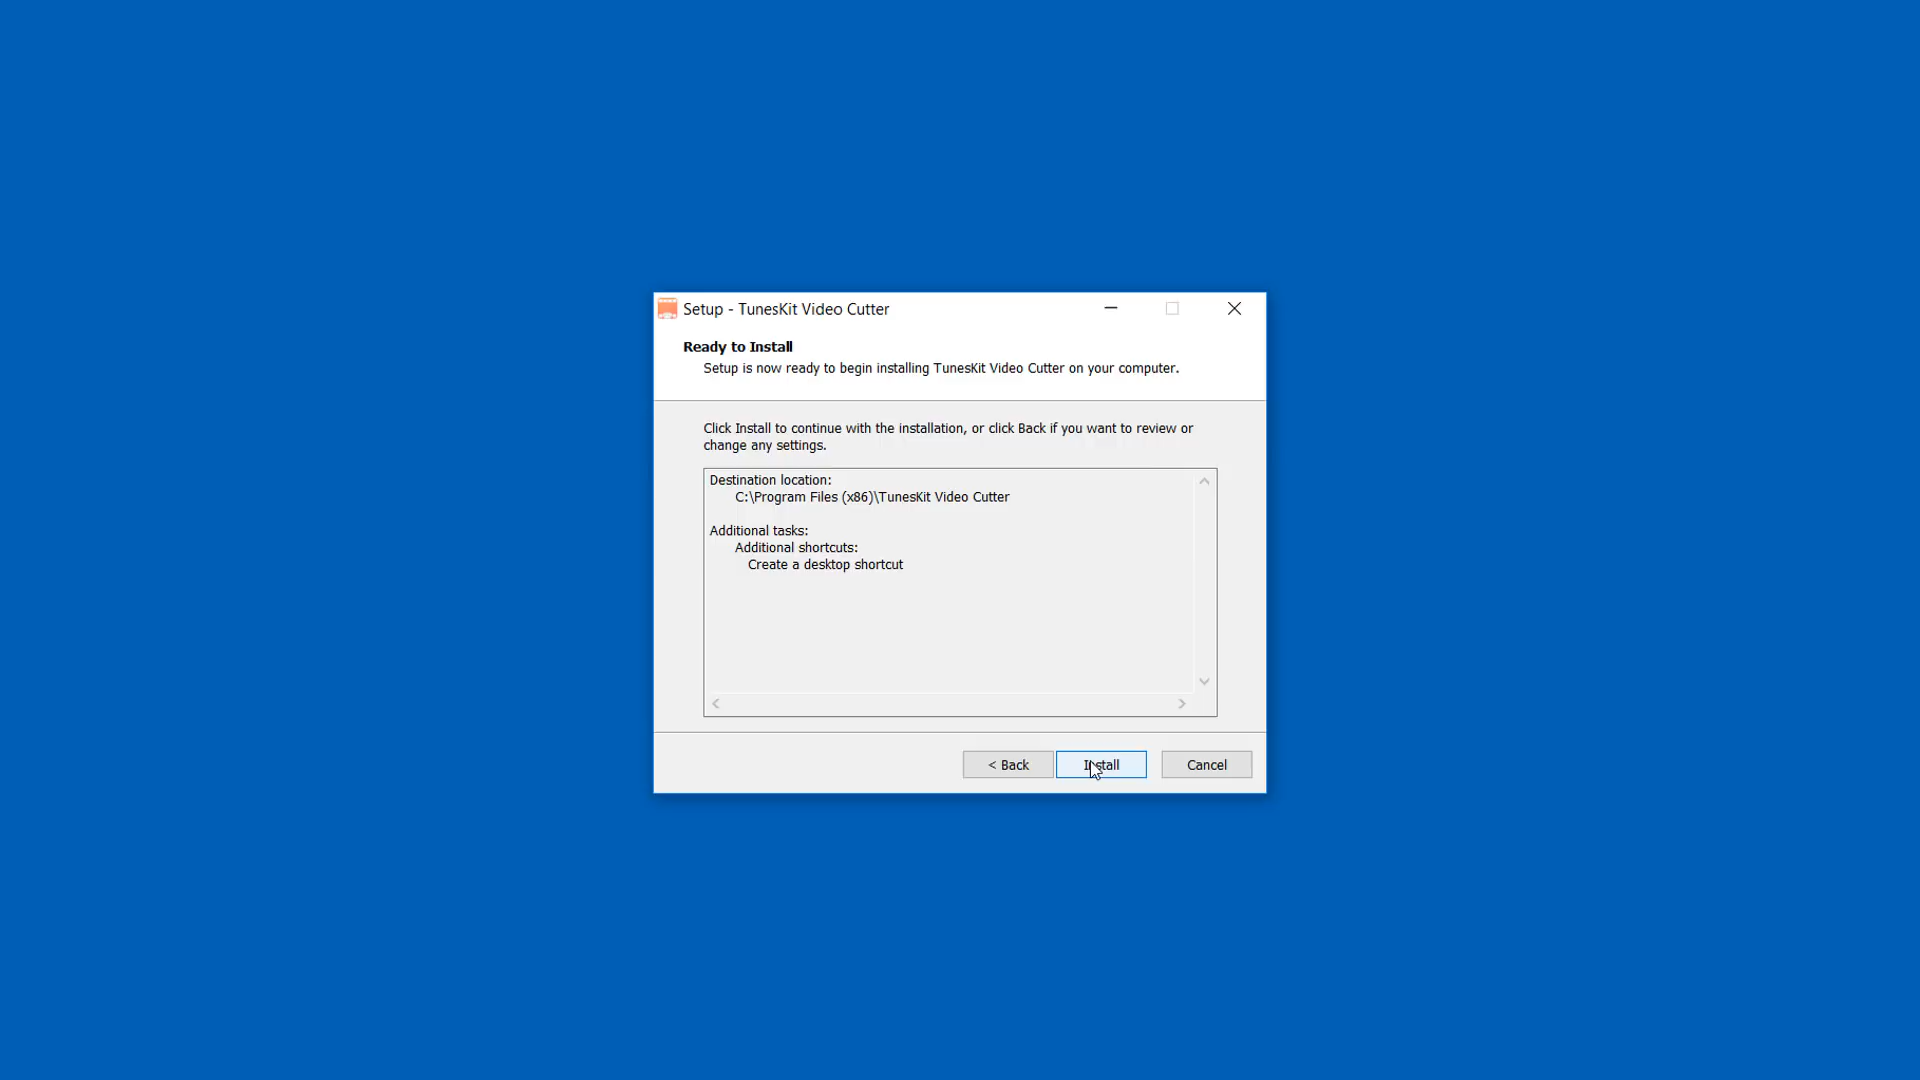 Setup - TunesKit Video Cutter
Ready to Install
Setup is now ready to begin installing TunesKit Video Cutter on your computer.
Click Install to continue with the installation, or click Back if you want to review or
change any settings.
Destination location:
C:\Program Files (x86)\TunesKit Video Cutter
Additional tasks:
Additional shortcuts:
Create a desktop shortcut
< Back
Install
Cancel